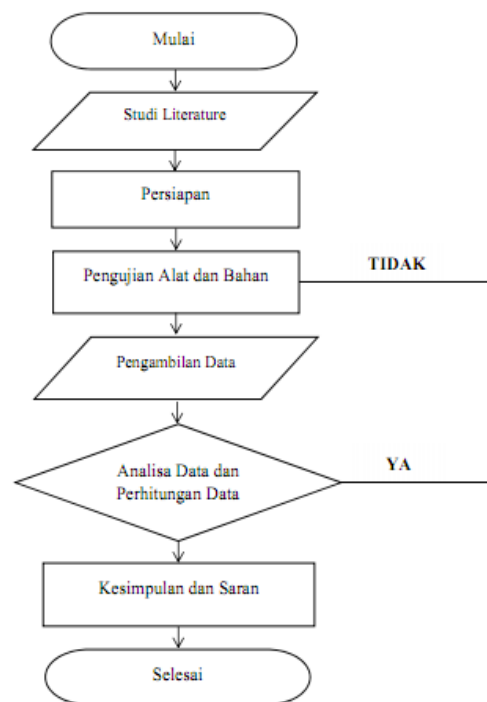 Mulai
Studi Literature
Persiapan
Pengujian Alat dan Bahan
TIDAK
Pengambilan Data
Analisa Data dan
Perhitungan Data
YA
Kesimpulan dan Saran
Selesai